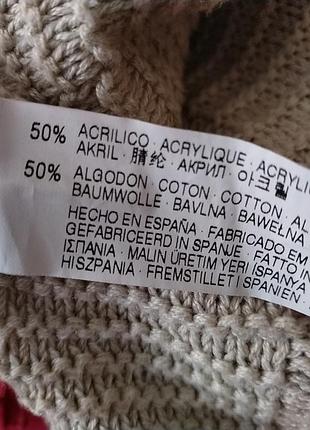 50% ACRILICO · ACRYLIQUE · ACRYL
AKRIL · 腈纶 · АКРИЛ · 아크릴
50% ALGODON · COTON · COTTON · AL
BAUMWOLLE · BAVLNA · BAWEŁNA
HECHO EN ESPAÑA · FABRICADO EM
GEFABRICEERD IN SPANJE · FATTO IN
ΙΣΠΑΝΙΑ · MALIN ÜRETIM YERI İSPANYA
HISZPANIA · FREMSTILLET I SPANIEN ·